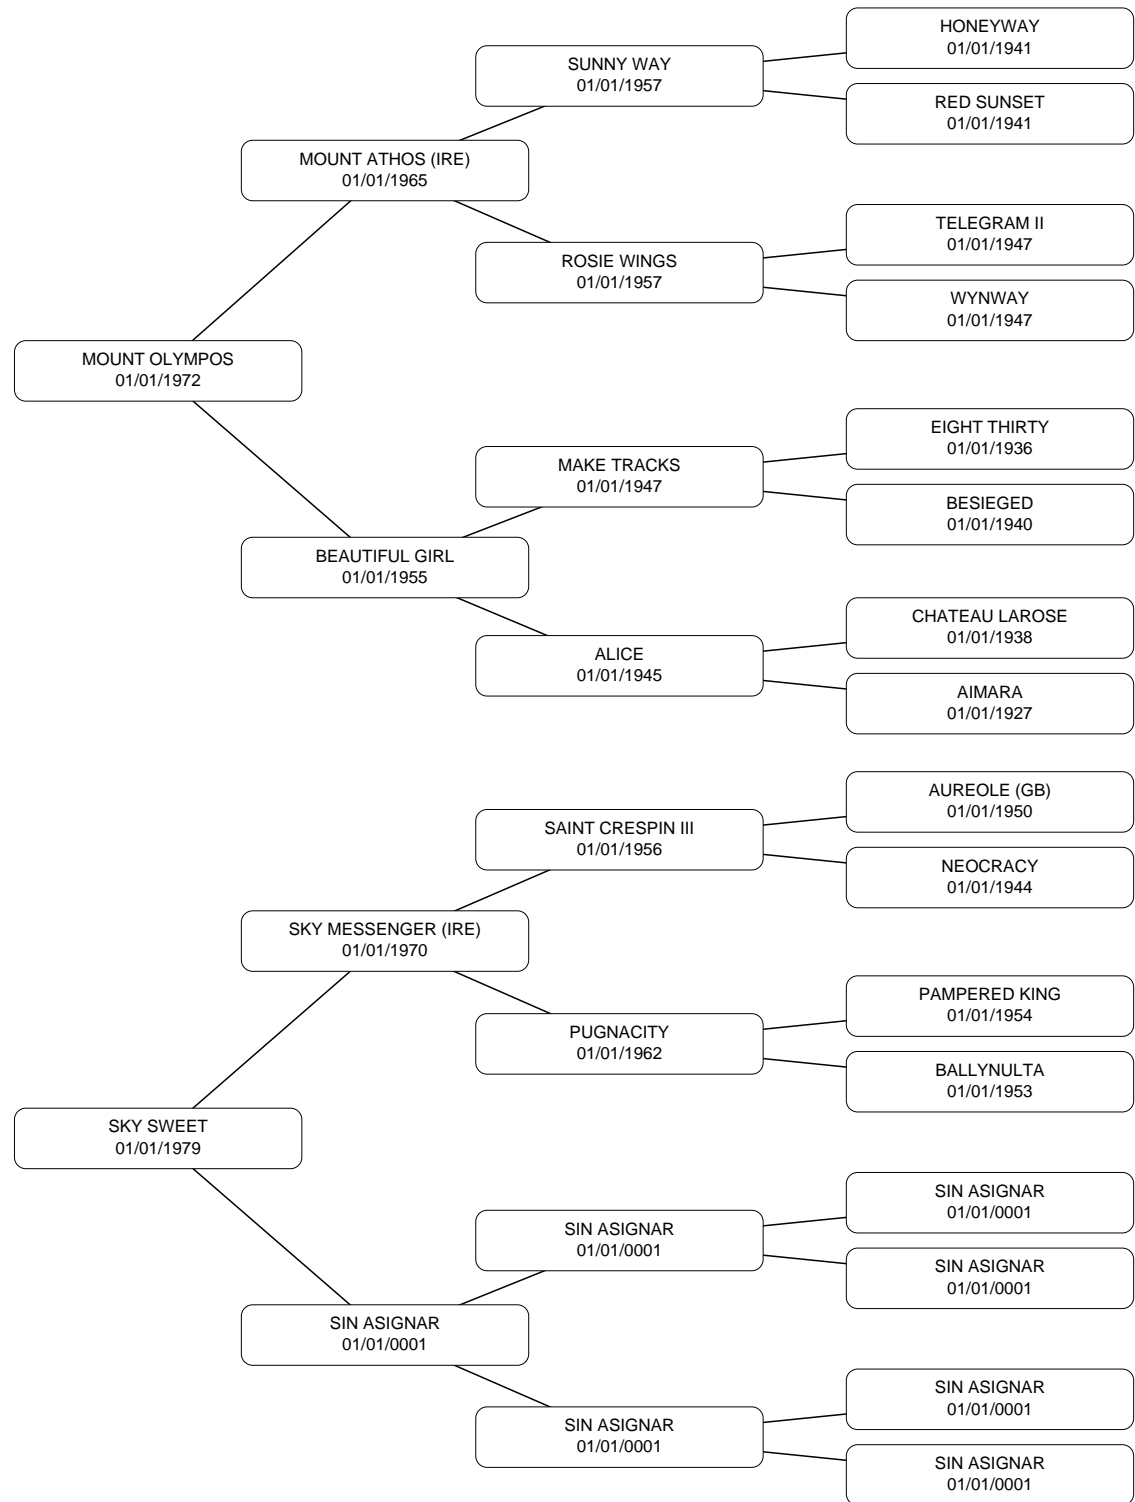 HONEYWAY
01/01/1941
SUNNY WAY
01/01/1957
RED SUNSET
01/01/1941
MOUNT ATHOS (IRE)
01/01/1965
TELEGRAM II
01/01/1947
ROSIE WINGS
01/01/1957
WYNWAY
01/01/1947
MOUNT OLYMPOS
01/01/1972
EIGHT THIRTY
01/01/1936
MAKE TRACKS
01/01/1947
BESIEGED
01/01/1940
BEAUTIFUL GIRL
01/01/1955
CHATEAU LAROSE
01/01/1938
ALICE
01/01/1945
AIMARA
01/01/1927
AUREOLE (GB)
01/01/1950
SAINT CRESPIN III
01/01/1956
NEOCRACY
01/01/1944
SKY MESSENGER (IRE)
01/01/1970
PAMPERED KING
01/01/1954
PUGNACITY
01/01/1962
BALLYNULTA
01/01/1953
SKY SWEET
01/01/1979
SIN ASIGNAR
01/01/0001
SIN ASIGNAR
01/01/0001
SIN ASIGNAR
01/01/0001
SIN ASIGNAR
01/01/0001
SIN ASIGNAR
01/01/0001
SIN ASIGNAR
01/01/0001
SIN ASIGNAR
01/01/0001